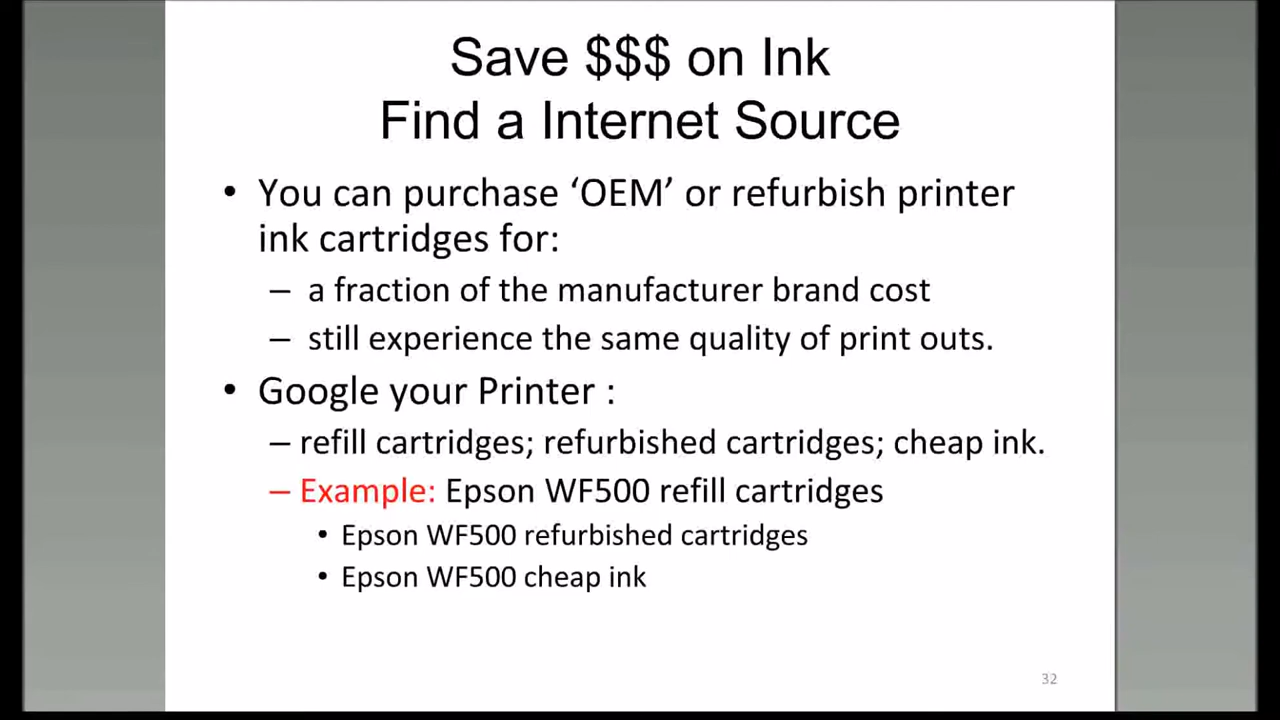 Save $$$ on Ink
Find a Internet Source
• You can purchase ‘OEM’ or refurbish printer
ink cartridges for:
– a fraction of the manufacturer brand cost
– still experience the same quality of print outs.
• Google your Printer :
– refill cartridges; refurbished cartridges; cheap ink.
– Example: Epson WF500 refill cartridges
• Epson WF500 refurbished cartridges
• Epson WF500 cheap ink
32